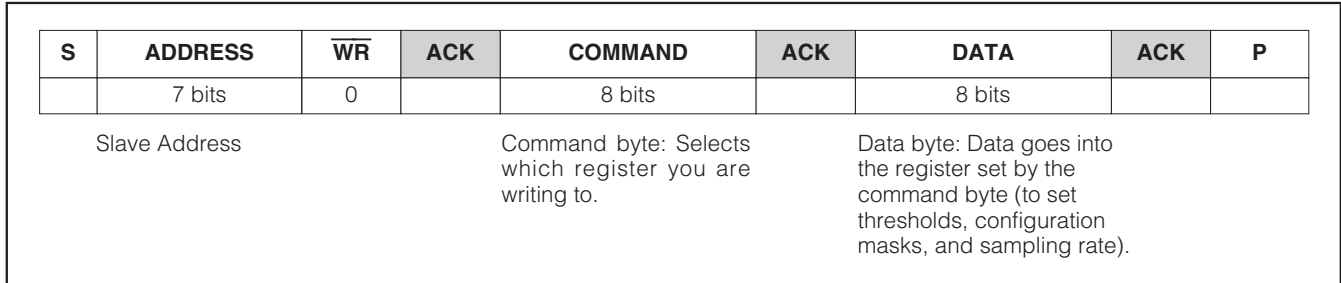 S ADDRESS WR ACK COMMAND ACK DATA ACK P
7 bits 0 8 bits 8 bits
Slave Address
Command byte: Selects
which register you are
writing to.
Data byte: Data goes into
the register set by the
command byte (to set
thresholds, configuration
masks, and sampling rate).